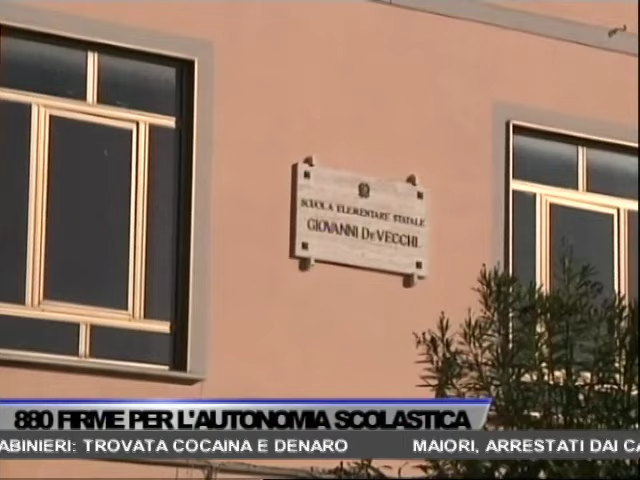 SCUOLA ELEMENTARE STATALE
GIOVANNI DE VECCHI
880 FIRME PER L'AUTONOMIA SCOLASTICA
ABINIERI: TROVATA COCAINA E DENARO MAIORI, ARRESTATI DAI CA